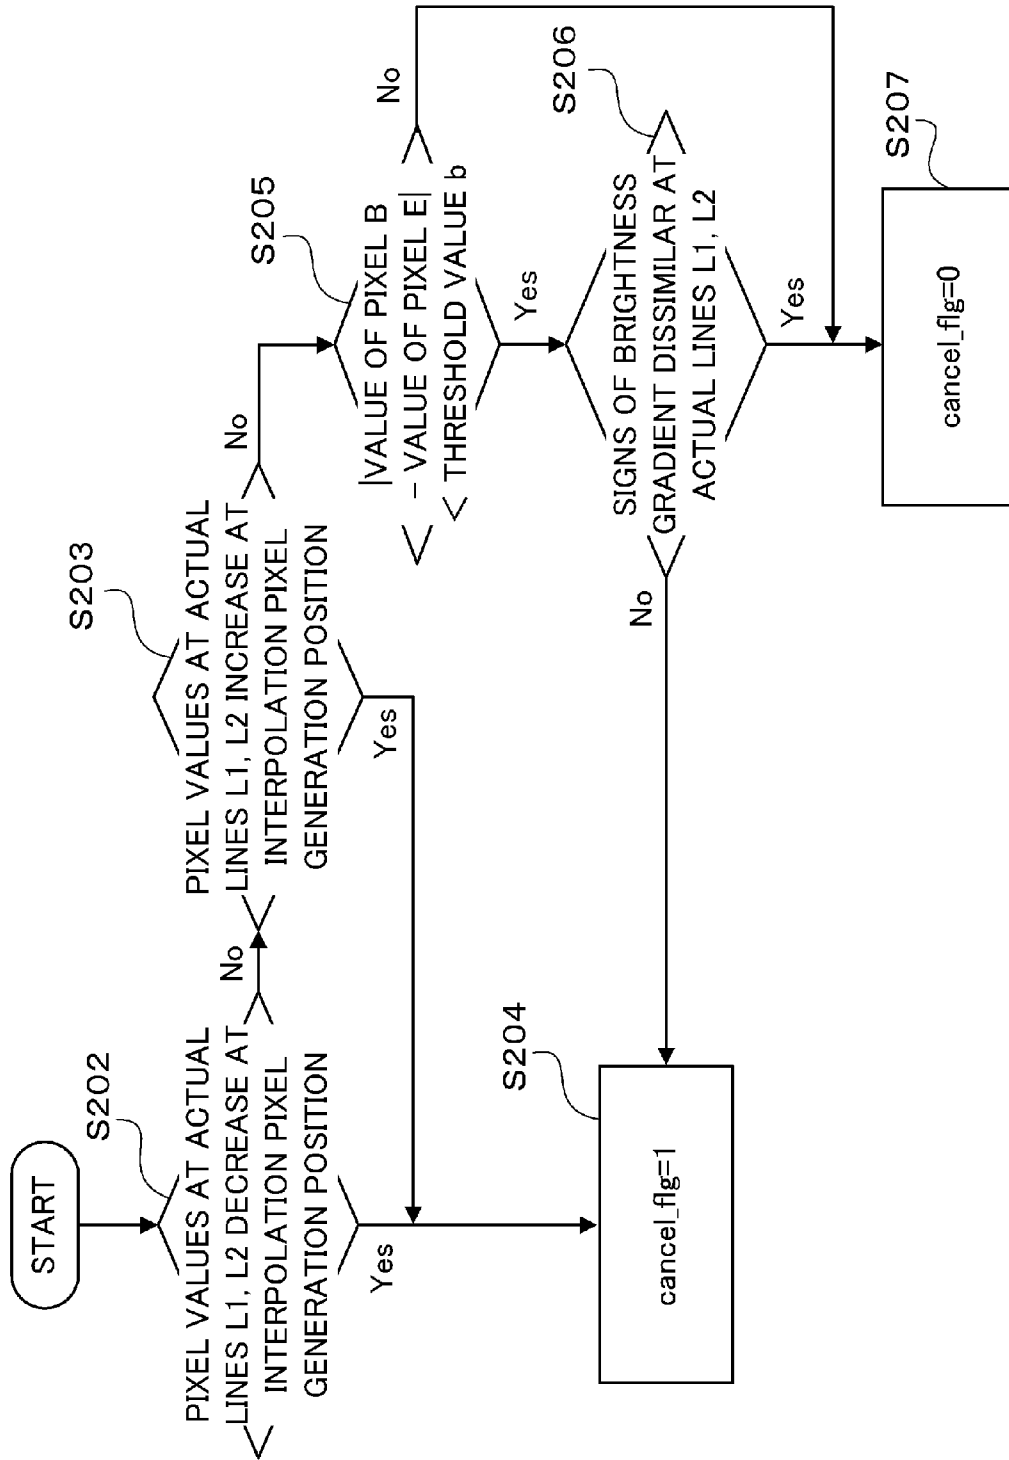 START
S202
PIXEL VALUES AT ACTUAL
LINES L1, L2 DECREASE AT
INTERPOLATION PIXEL
GENERATION POSITION
No
Yes
S203
PIXEL VALUES AT ACTUAL
LINES L1, L2 INCREASE AT
INTERPOLATION PIXEL
GENERATION POSITION
No
Yes
S204
cancel_flg=1
S205
|VALUE OF PIXEL B
- VALUE OF PIXEL E|
< THRESHOLD VALUE b
No
Yes
S206
SIGNS OF BRIGHTNESS
GRADIENT DISSIMILAR AT
ACTUAL LINES L1, L2
No
Yes
S207
cancel_flg=0